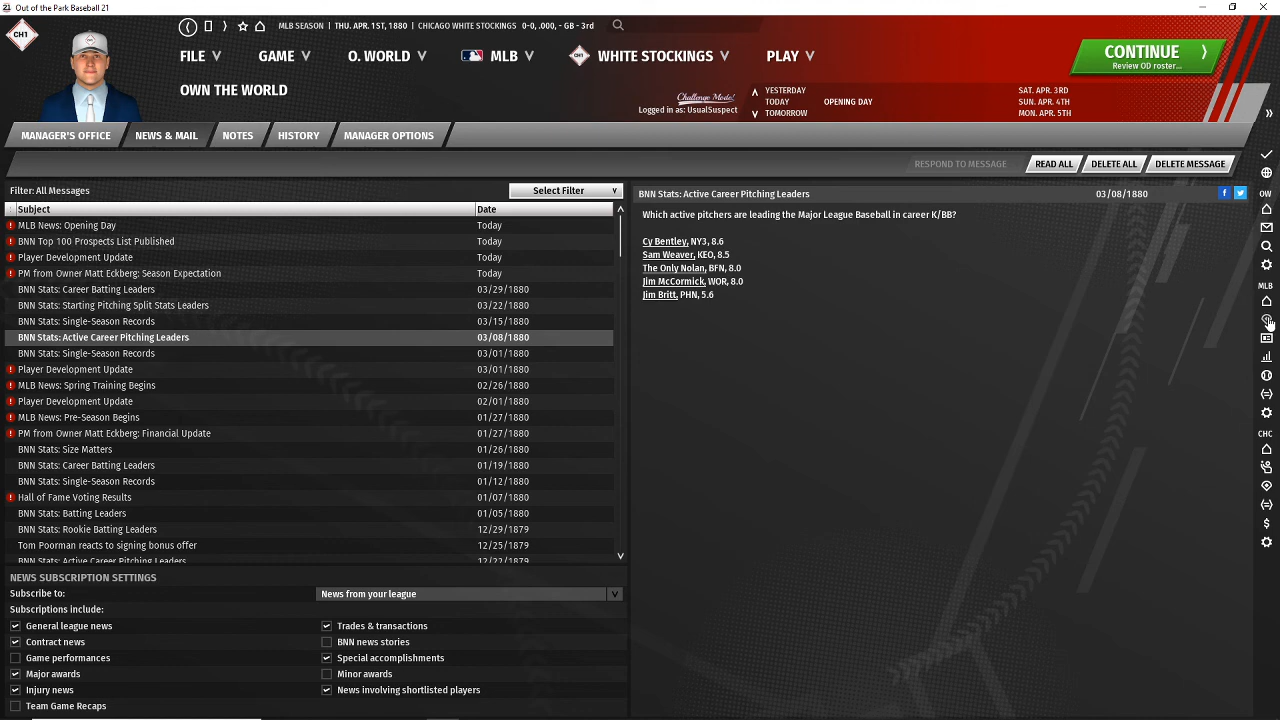 Out of the Park Baseball 21
MLB SEASON | THU. APR. 1ST, 1880 | CHICAGO WHITE STOCKINGS 0-0, .000, - GB - 3rd
CH1
FILE GAME O. WORLD MLB WHITE STOCKINGS PLAY
CONTINUE
Review OD roster...
OWN THE WORLD
Challenge Mode!
Logged in as: UsualSuspect
YESTERDAY
TODAY OPENING DAY
TOMORROW
SAT. APR. 3RD
SUN. APR. 4TH
MON. APR. 5TH
MANAGER'S OFFICE NEWS & MAIL NOTES HISTORY MANAGER OPTIONS
RESPOND TO MESSAGE READ ALL DELETE ALL DELETE MESSAGE
Filter: All Messages Select Filter
Subject Date
MLB News: Opening Day Today
BNN Top 100 Prospects List Published Today
Player Development Update Today
PM from Owner Matt Eckberg: Season Expectation Today
BNN Stats: Career Batting Leaders 03/29/1880
BNN Stats: Starting Pitching Split Stats Leaders 03/22/1880
BNN Stats: Single-Season Records 03/15/1880
BNN Stats: Active Career Pitching Leaders 03/08/1880
BNN Stats: Single-Season Records 03/01/1880
Player Development Update 03/01/1880
MLB News: Spring Training Begins 02/26/1880
Player Development Update 02/01/1880
MLB News: Pre-Season Begins 01/27/1880
PM from Owner Matt Eckberg: Financial Update 01/27/1880
BNN Stats: Size Matters 01/26/1880
BNN Stats: Career Batting Leaders 01/19/1880
BNN Stats: Single-Season Records 01/12/1880
Hall of Fame Voting Results 01/07/1880
BNN Stats: Batting Leaders 01/05/1880
BNN Stats: Rookie Batting Leaders 12/29/1879
Tom Poorman reacts to signing bonus offer 12/25/1879
BNN Stats: Active Career Pitching Leaders 12/22/1879
BNN Stats: Active Career Pitching Leaders 03/08/1880
Which active pitchers are leading the Major League Baseball in career K/BB?
Cy Bentley, NY3, 8.6
Sam Weaver, KEO, 8.5
The Only Nolan, BFN, 8.0
Jim McCormick, WOR, 8.0
Jim Britt, PHN, 5.6
NEWS SUBSCRIPTION SETTINGS
Subscribe to: News from your league
Subscriptions include:
General league news Trades & transactions
Contract news BNN news stories
Game performances Special accomplishments
Major awards Minor awards
Injury news News involving shortlisted players
Team Game Recaps
OW
MLB
CHC